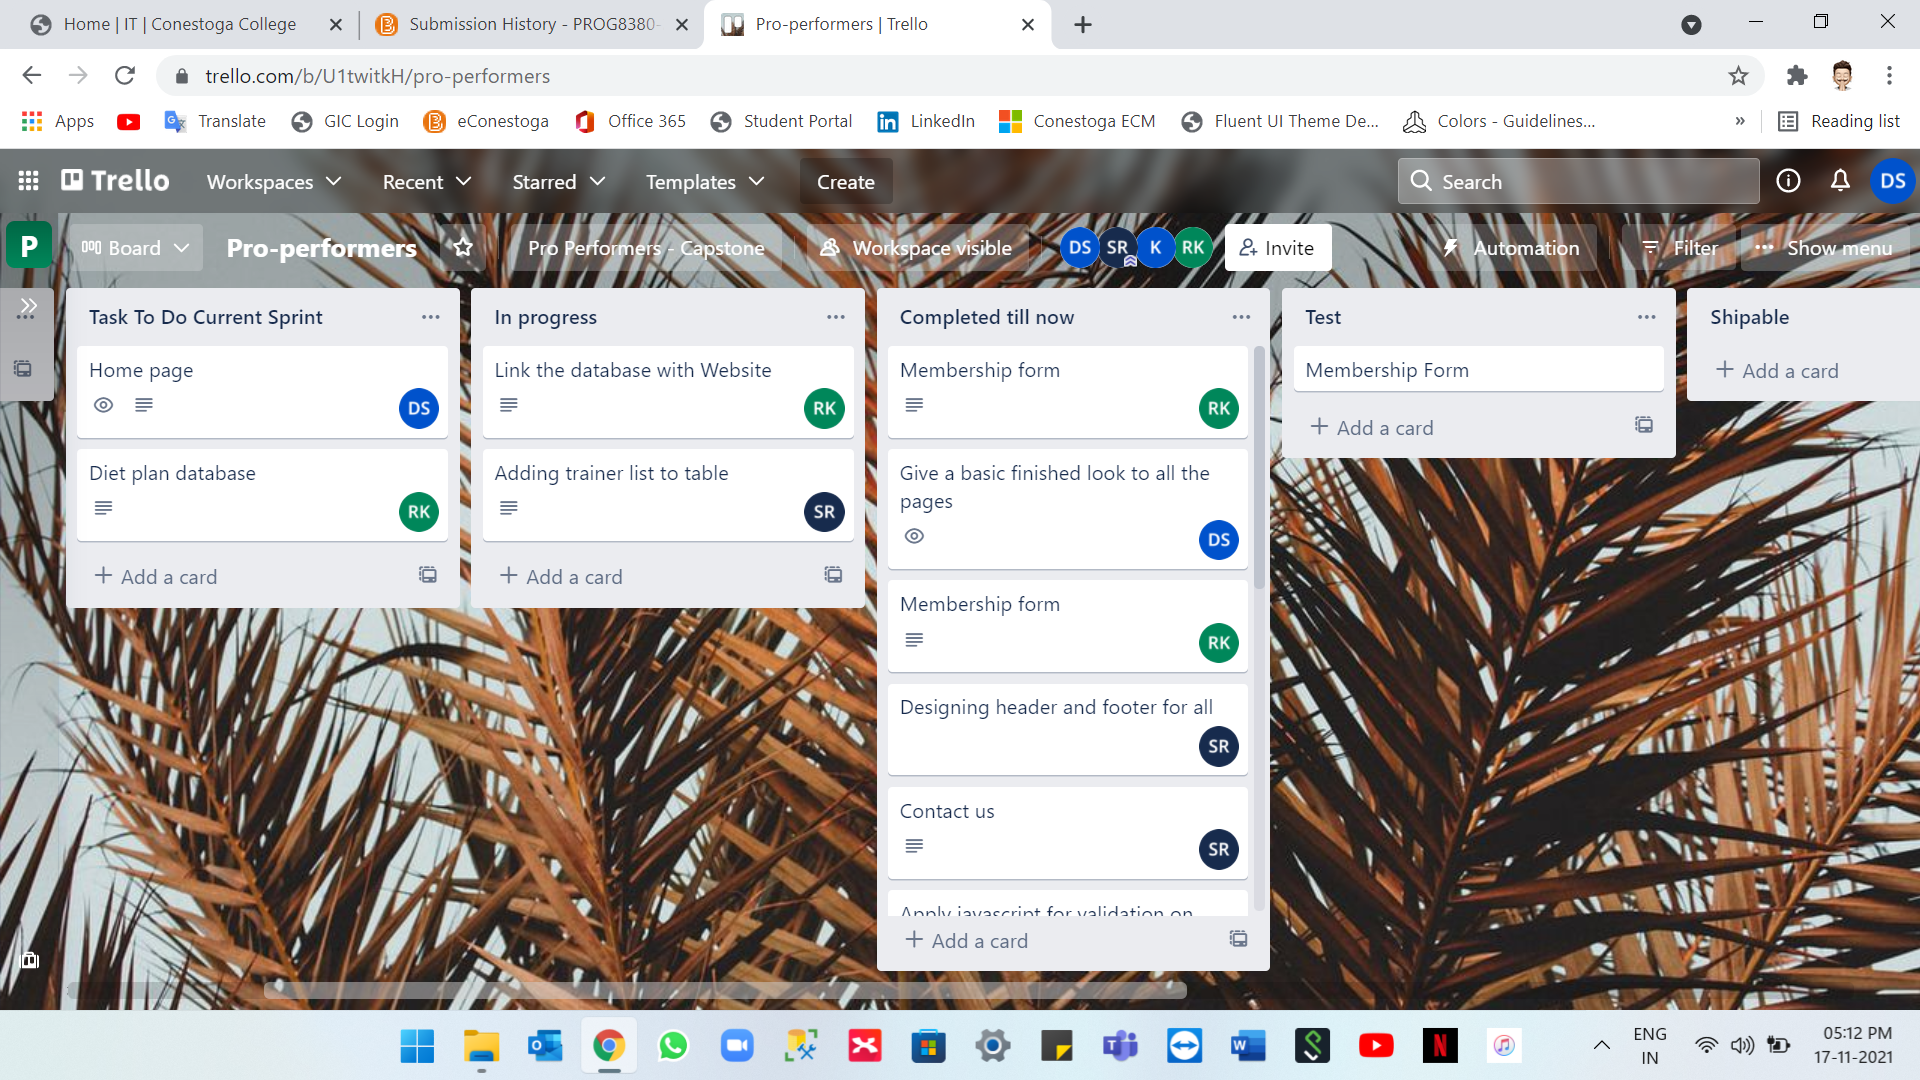 Home | IT | Conestoga College
Submission History - PROG8380-
Pro-performers | Trello
trello.com/b/U1twitkH/pro-performers
Apps
Translate
GIC Login
eConestoga
Office 365
Student Portal
LinkedIn
Conestoga ECM
Fluent UI Theme De...
Colors - Guidelines...
»
Reading list
Trello
Workspaces
Recent
Starred
Templates
Create
Search
DS
P
Board
Pro-performers
Pro Performers - Capstone
Workspace visible
DS SR K RK
Invite
Automation
Filter
Show menu
Task To Do Current Sprint
Home page
DS
Diet plan database
RK
+ Add a card
In progress
Link the database with Website
RK
Adding trainer list to table
SR
+ Add a card
Completed till now
Membership form
RK
Give a basic finished look to all the
pages
DS
Membership form
RK
Designing header and footer for all
SR
Contact us
SR
Apply javascript for validation on
+ Add a card
Test
Membership Form
+ Add a card
Shipable
+ Add a card
ENG
IN
05:12 PM
17-11-2021